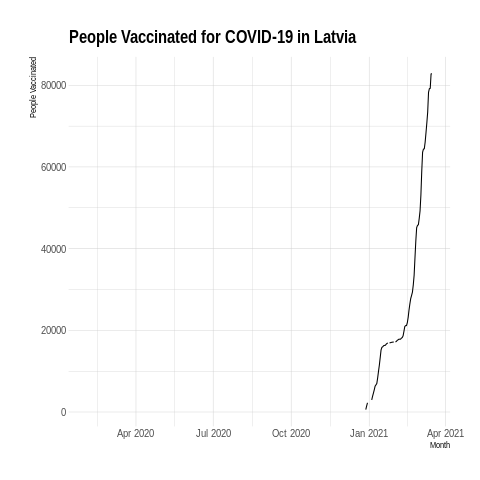 People Vaccinated for COVID-19 in Latvia
People Vaccinated
80000
60000
40000
20000
0
Apr 2020 Jul 2020 Oct 2020 Jan 2021 Apr 2021
Month